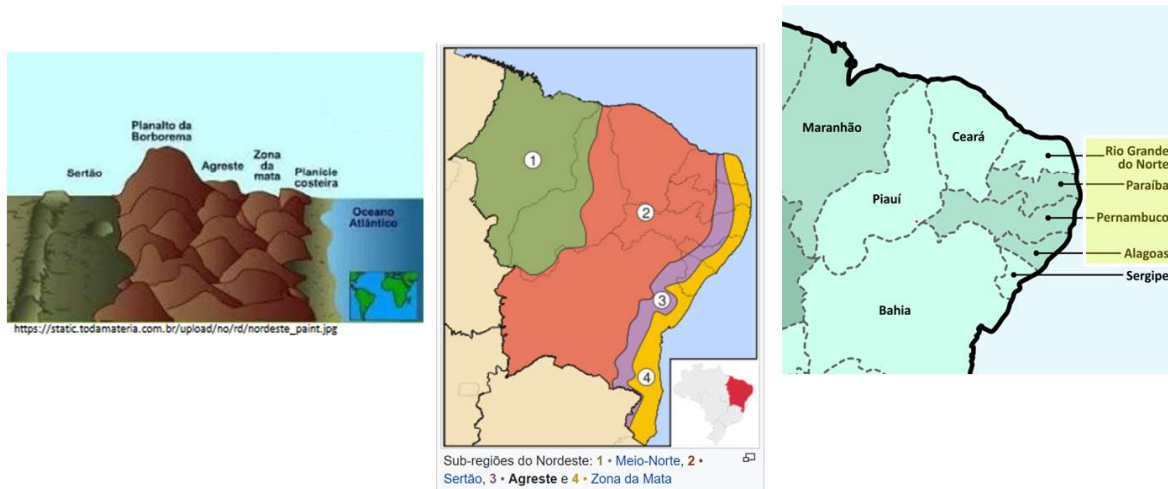 Planalto da
Borborema
Sertão
Agreste
Zona
da
mata
Planície
costeira
Oceano
Atlântico
https://static.todamateria.com.br/upload/no/rd/nordeste_paint.jpg
1
2
3
4
Sub-regiões do Nordeste: 1 • Meio-Norte, 2 •
Sertão, 3 • Agreste e 4 • Zona da Mata
Maranhão
Ceará
Piauí
Bahia
Rio Grande
do Norte
Paraíba
Pernambuco
Alagoas
Sergipe